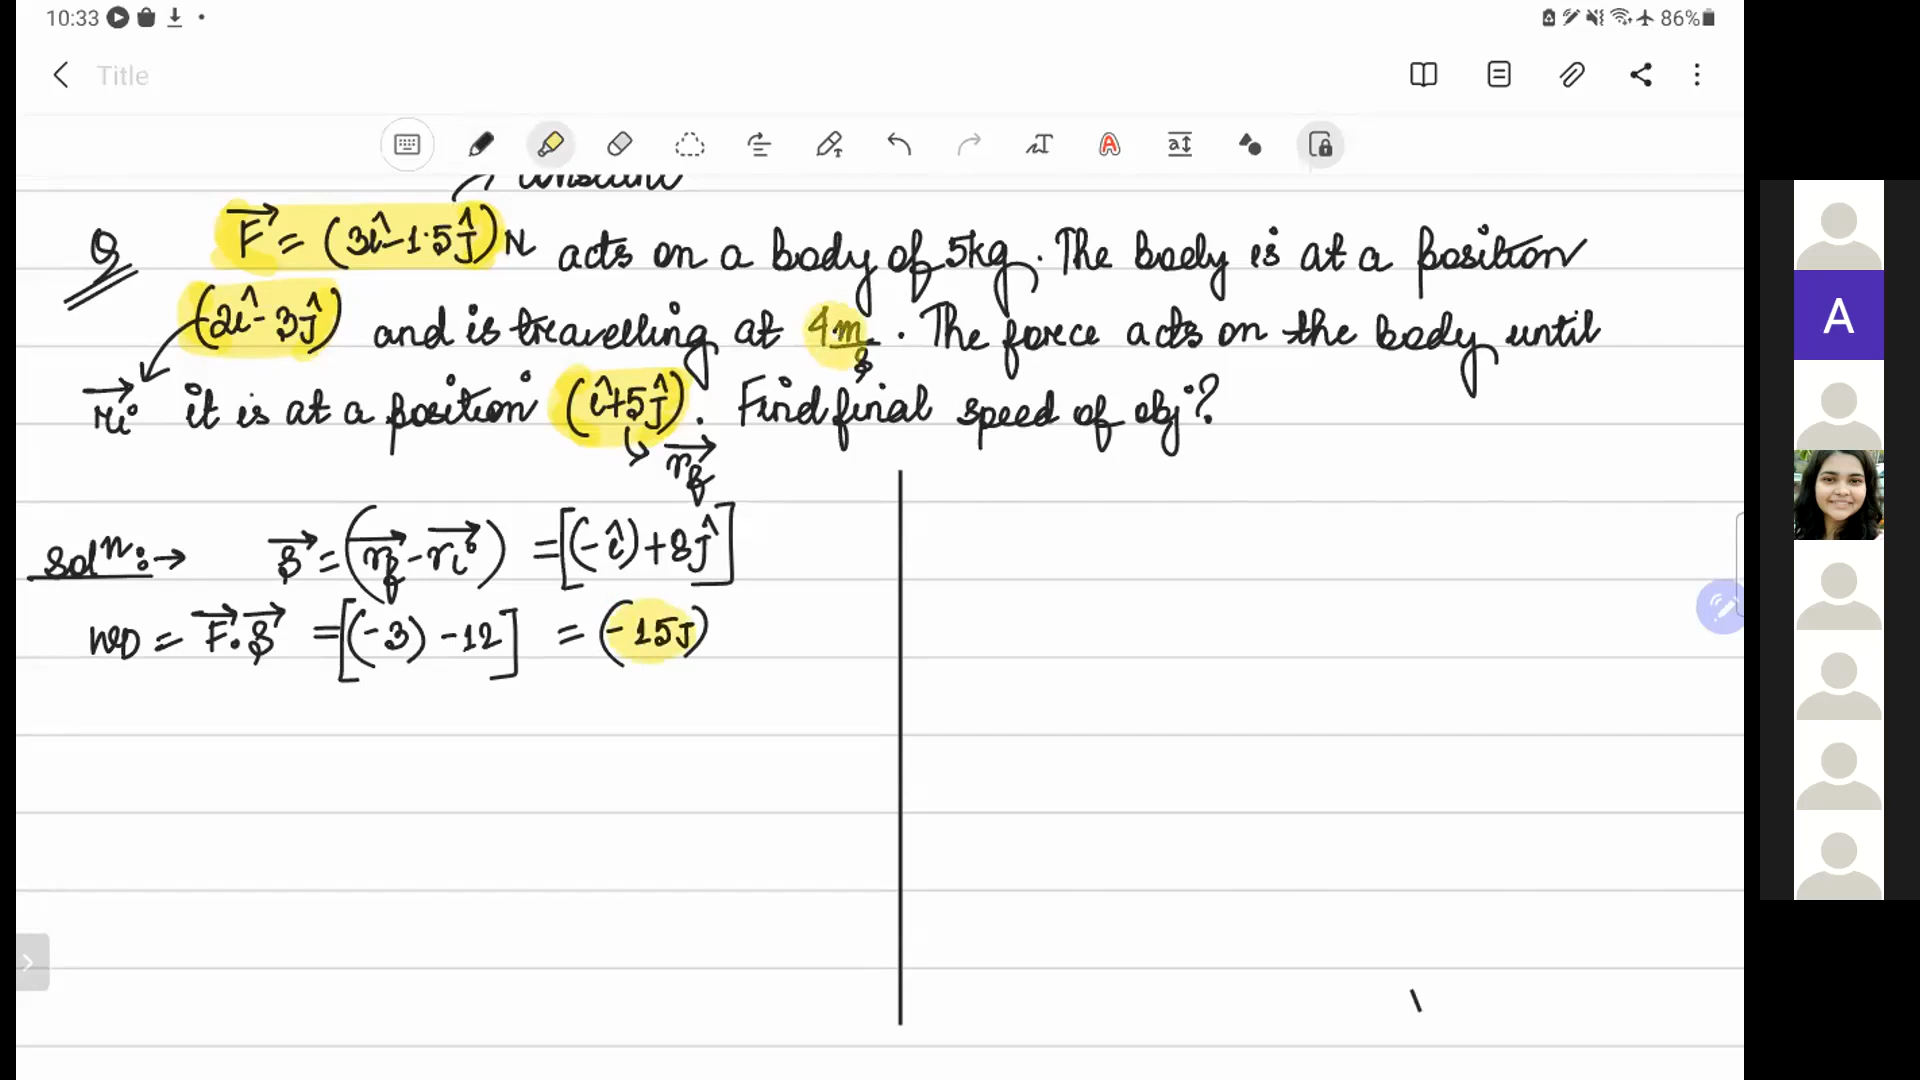 10:33 86%
Title
constant
Q F = (3î-1.5ĵ)N acts on a body of 5kg. The body is at a position
(2î-3ĵ) and is travelling at 4m/s. The force acts on the body until
ri it is at a position (î+5ĵ). Find final speed of obj?
rf
solⁿ:→ s = (rf - ri) = [(-î)+8ĵ]
WD = F.s = [(-3) -12] = (-15J)
A